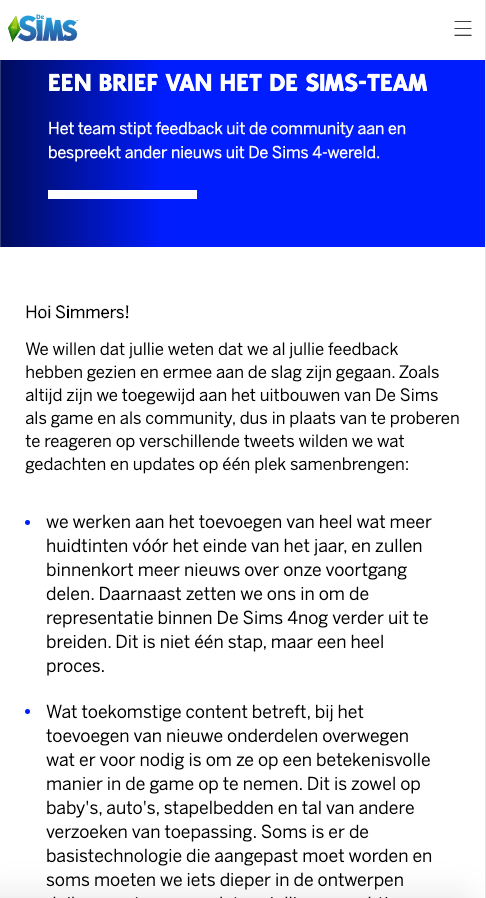 De
SiMS
EEN BRIEF VAN HET DE SIMS-TEAM
Het team stipt feedback uit de community aan en
bespreekt ander nieuws uit De Sims 4-wereld.
Hoi Simmers!
We willen dat jullie weten dat we al jullie feedback
hebben gezien en ermee aan de slag zijn gegaan. Zoals
altijd zijn we toegewijd aan het uitbouwen van De Sims
als game en als community, dus in plaats van te proberen
te reageren op verschillende tweets wilden we wat
gedachten en updates op één plek samenbrengen:
• we werken aan het toevoegen van heel wat meer
huidtinten vóór het einde van het jaar, en zullen
binnenkort meer nieuws over onze voortgang
delen. Daarnaast zetten we ons in om de
representatie binnen De Sims 4nog verder uit te
breiden. Dit is niet één stap, maar een heel
proces.
• Wat toekomstige content betreft, bij het
toevoegen van nieuwe onderdelen overwegen
wat er voor nodig is om ze op een betekenisvolle
manier in de game op te nemen. Dit is zowel op
baby's, auto's, stapelbedden en tal van andere
verzoeken van toepassing. Soms is er de
basistechnologie die aangepast moet worden en
soms moeten we iets dieper in de ontwerpen